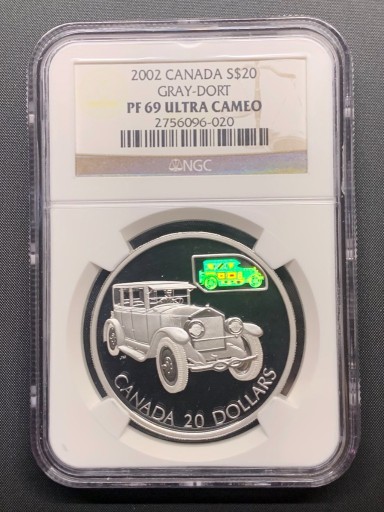 2002 CANADA S$20
GRAY-DORT
PF 69 ULTRA CAMEO
2756096-020
NGC
CANADA 20 DOLLARS